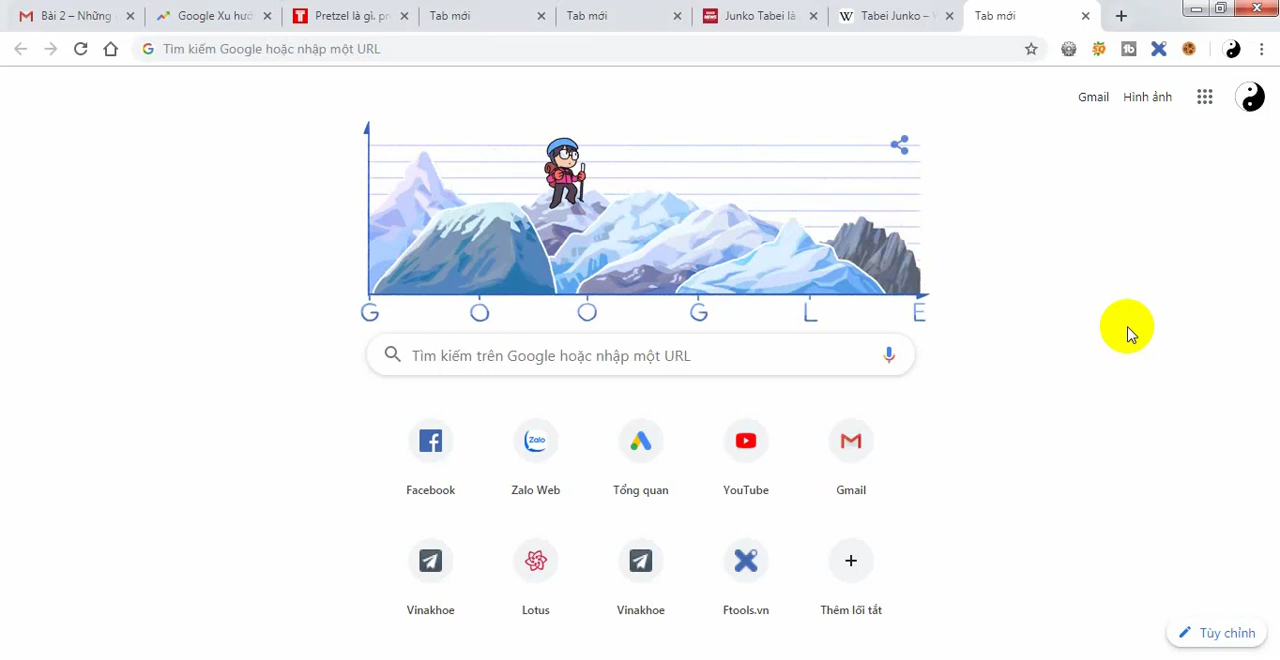 Bài 2 – Những
Google Xu hướ
Pretzel là gì. pr
Tab mới
Tab mới
Junko Tabei là
Tabei Junko –
Tab mới
Tìm kiếm Google hoặc nhập một URL
Gmail
Hình ảnh
G O O G L E
Tìm kiếm trên Google hoặc nhập một URL
Facebook
Zalo
Zalo Web
Tổng quan
YouTube
Gmail
Vinakhoe
Lotus
Vinakhoe
Ftools.vn
Thêm lối tắt
Tùy chỉnh